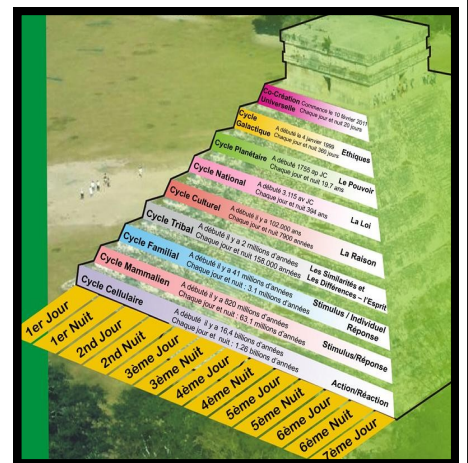 Co-Création
Universelle
Commence le 10 février 2011
Chaque jour et nuit 20 jours
Cycle
Galactique
A débuté le 4 janvier 1999
Chaque jour et nuit 360 jours
Ethiques
Cycle Planétaire
A débuté 1755 ap JC
Chaque jour et nuit 19.7 ans
Le Pouvoir
Cycle National
A débuté 3.115 av JC
Chaque jour et nuit 394 ans
La Loi
Cycle Culturel
A débuté il y a 102.000 ans
Chaque jour et nuit 7900 années
La Raison
Cycle Tribal
A débuté il y a 2 millions d'années
Chaque jour et nuit 158.000 années
Les Similarités et
Les Différences – l'Esprit
Cycle Familial
A débuté il y a 41 millions d'années
Chaque jour et nuit : 3.1 millions d'années
Stimulus / Individuel
Réponse
Cycle Mammalien
A débuté il y a 820 millions d'années
Chaque jour et nuit : 63.1 millions d'années
Stimulus/Réponse
Cycle Cellulaire
A débuté il y a 16,4 billions d'années
Chaque jour et nuit : 1.26 billions d'années
Action/Réaction
1er Jour
1er Nuit
2nd Jour
2nd Nuit
3ème Jour
3ème Nuit
4ème Jour
4ème Nuit
5ème Jour
5ème Nuit
6ème Jour
6ème Nuit
7ème Jour